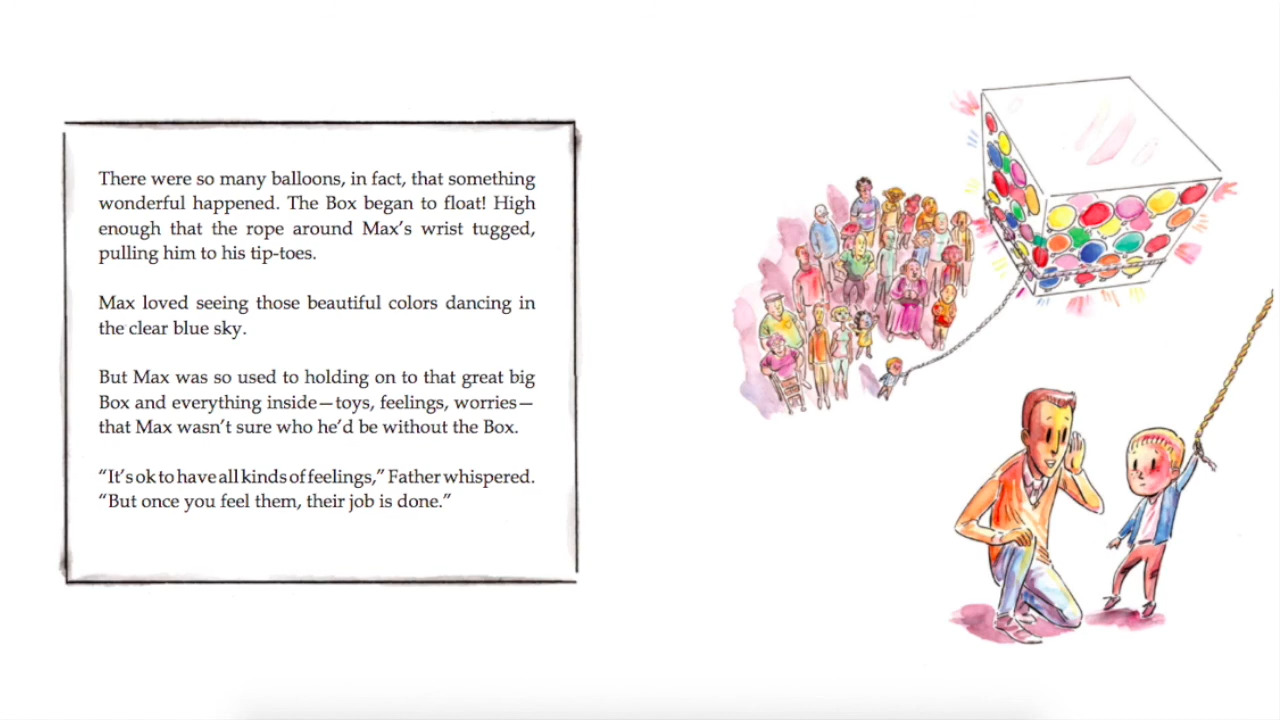 There were so many balloons, in fact, that something
wonderful happened. The Box began to float! High
enough that the rope around Max's wrist tugged,
pulling him to his tip-toes.
Max loved seeing those beautiful colors dancing in
the clear blue sky.
But Max was so used to holding on to that great big
Box and everything inside—toys, feelings, worries—
that Max wasn't sure who he'd be without the Box.
“It's ok to have all kinds of feelings,” Father whispered.
“But once you feel them, their job is done.”